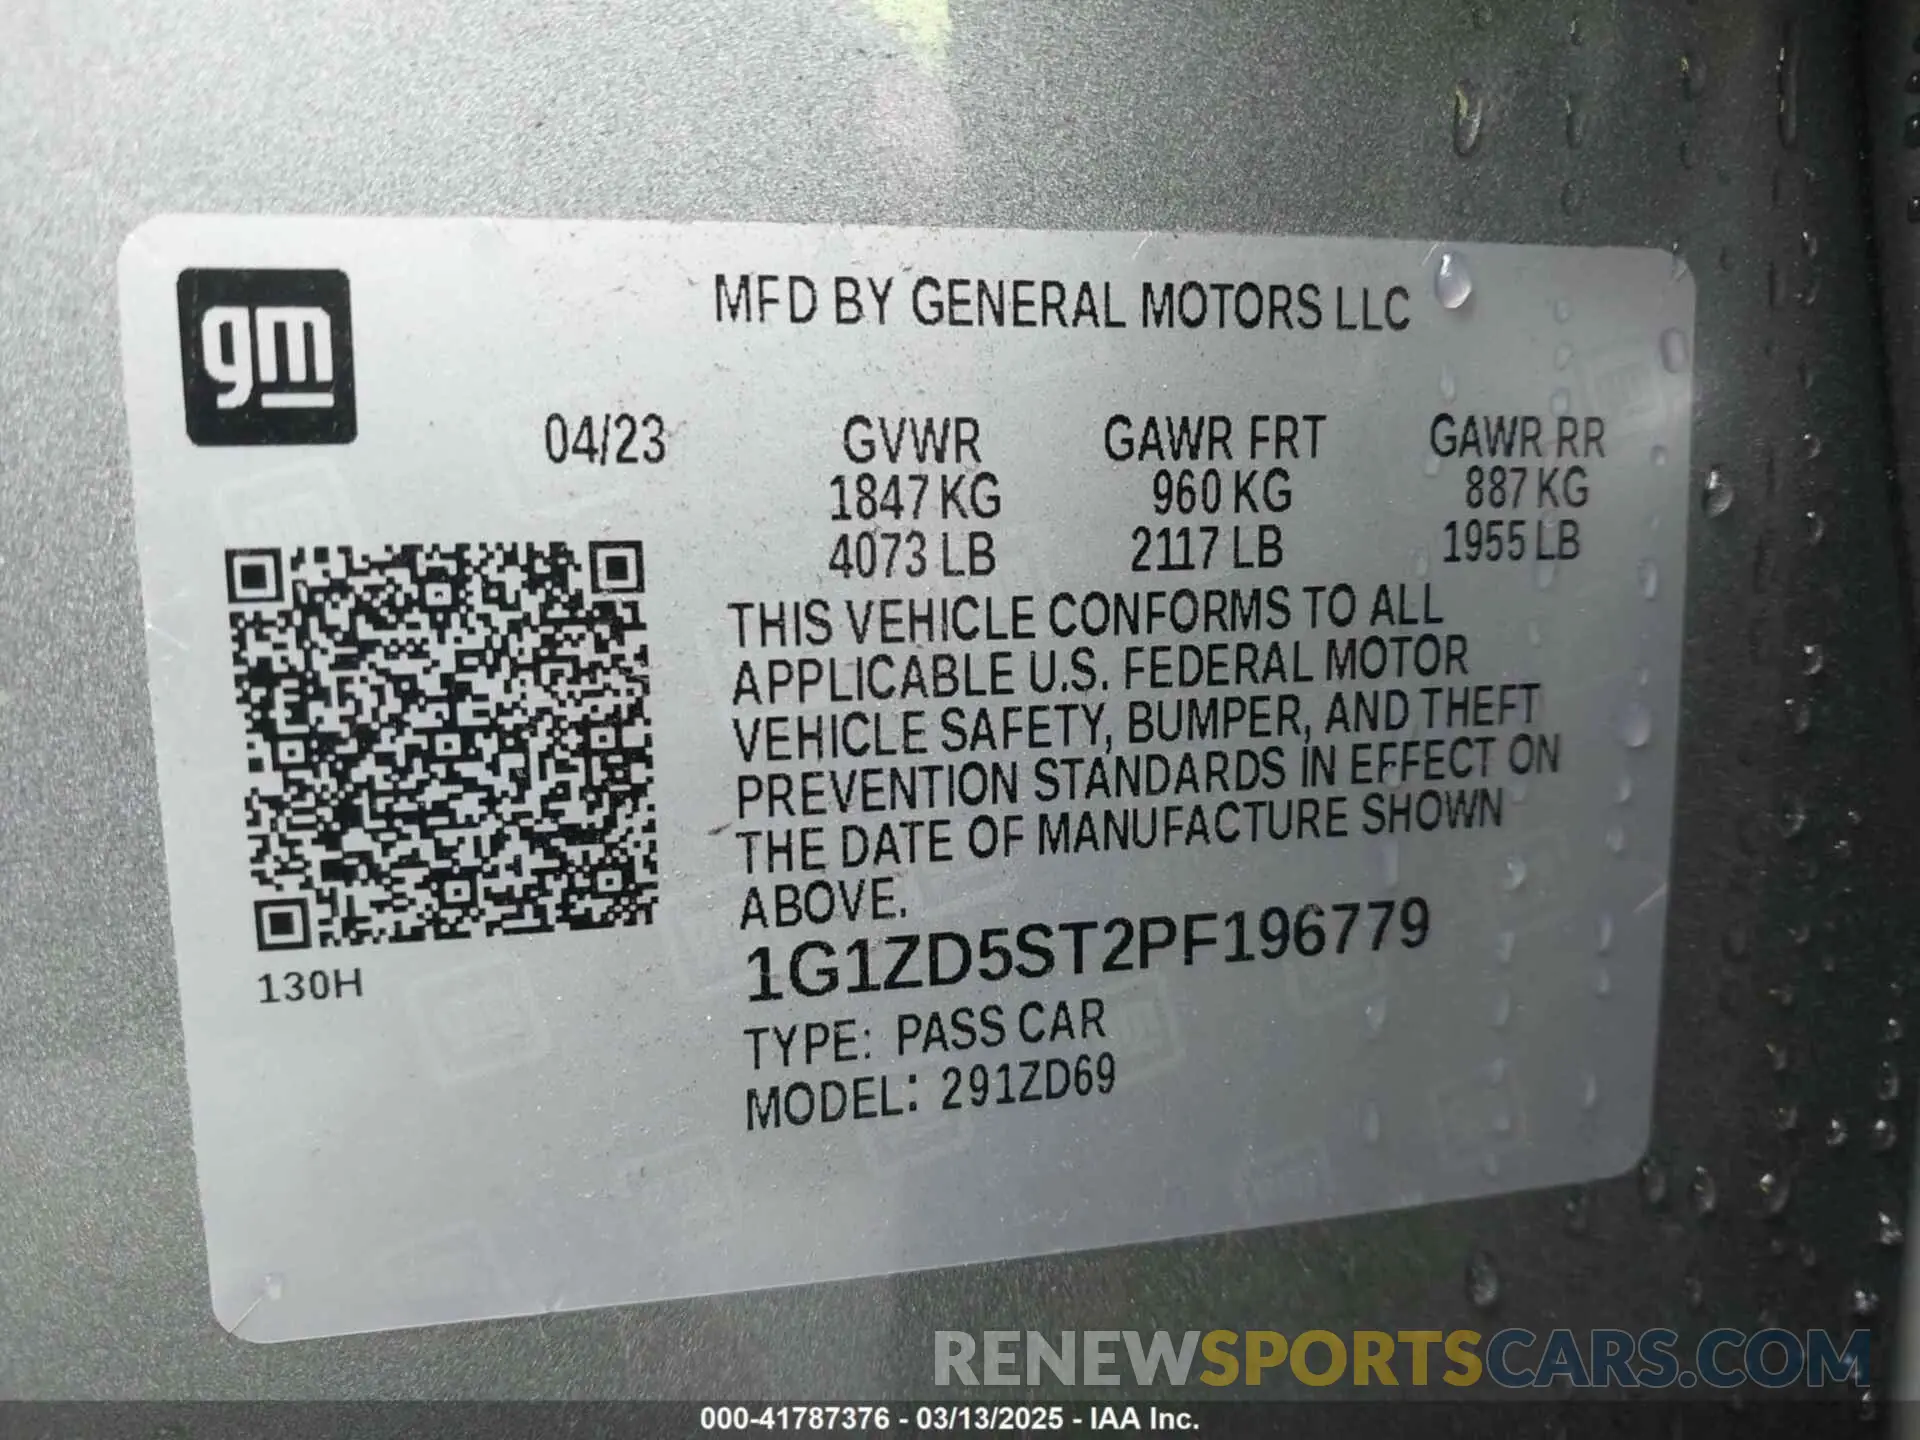 gm
MFD BY GENERAL MOTORS LLC
04/23 GVWR GAWR FRT GAWR RR
1847 KG 960 KG 887 KG
4073 LB 2117 LB 1955 LB
THIS VEHICLE CONFORMS TO ALL
APPLICABLE U.S. FEDERAL MOTOR
VEHICLE SAFETY, BUMPER, AND THEFT
PREVENTION STANDARDS IN EFFECT ON
THE DATE OF MANUFACTURE SHOWN
ABOVE.
1G1ZD5ST2PF196779
130H
TYPE: PASS CAR
MODEL: 291ZD69
RENEWSPORTSCARS.COM
000-41787376 - 03/13/2025 - IAA Inc.